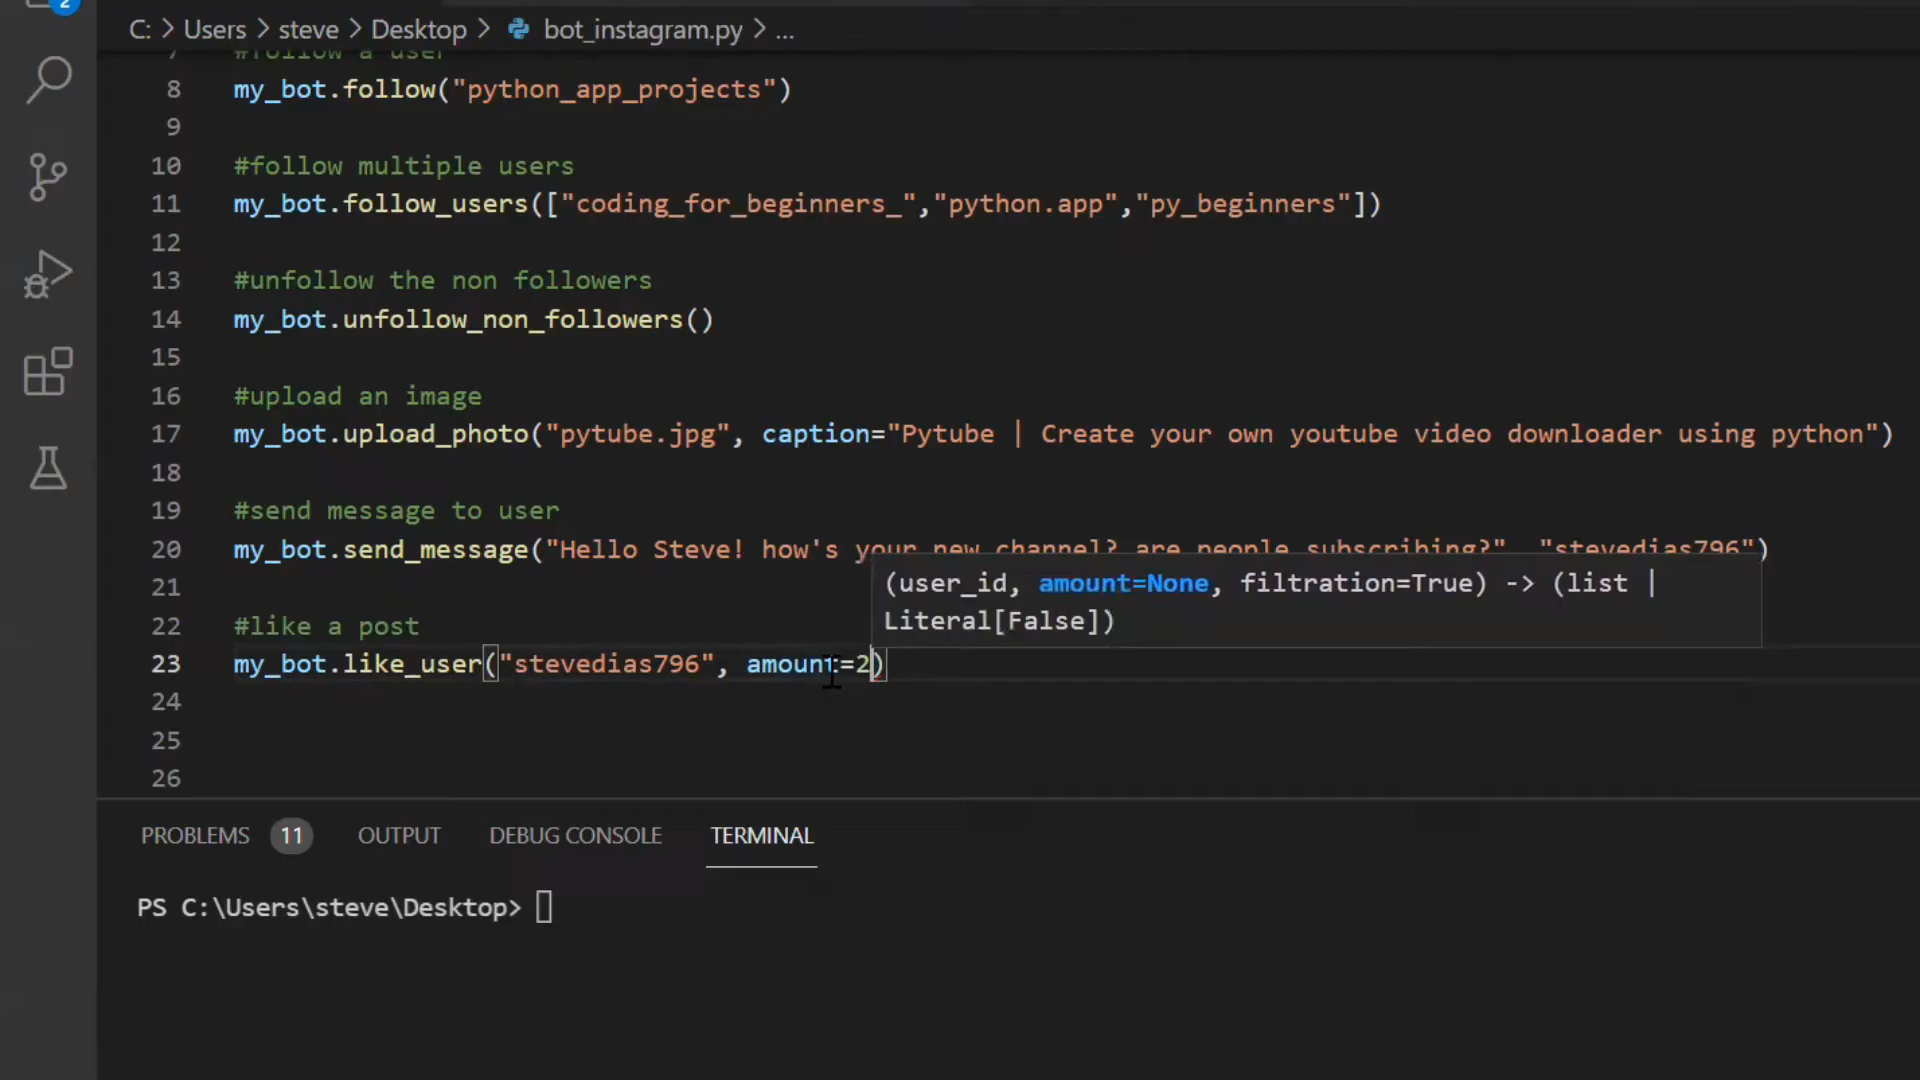 2
C: > Users > steve > Desktop > bot_instagram.py > ...
7 #follow a user
8 my_bot.follow("python_app_projects")
9
10 #follow multiple users
11 my_bot.follow_users(["coding_for_beginners_","python.app","py_beginners"])
12
13 #unfollow the non followers
14 my_bot.unfollow_non_followers()
15
16 #upload an image
17 my_bot.upload_photo("pytube.jpg", caption="Pytube | Create your own youtube video downloader using python")
18
19 #send message to user
20 my_bot.send_message("Hello Steve! how's your new channel? are people subscribing?", "stevedias796")
21
(user_id, amount=None, filtration=True) -> (list |
Literal[False])
22 #like a post
23 my_bot.like_user("stevedias796", amount=2)
24
25
26
PROBLEMS 11 OUTPUT DEBUG CONSOLE TERMINAL
PS C:\Users\steve\Desktop>